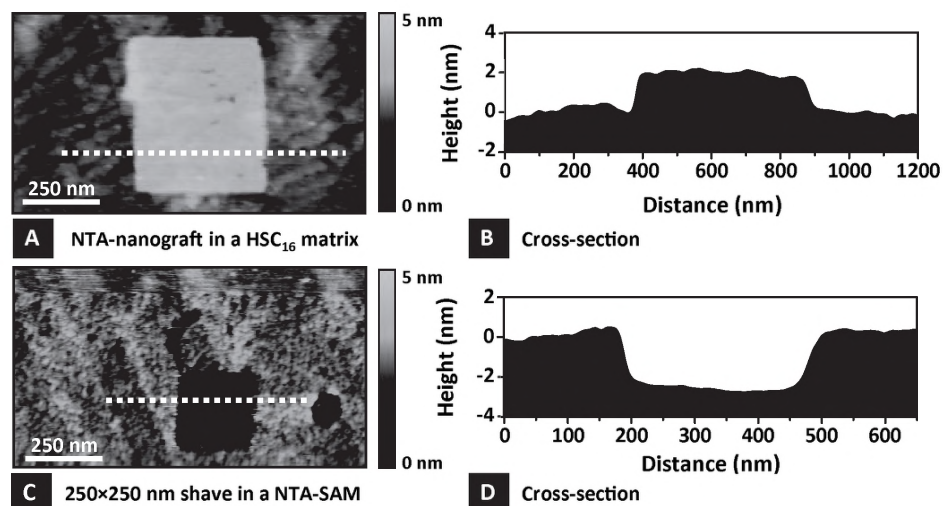 5 nm
0 nm
250 nm
A NTA-nanograft in a HSC16 matrix
Height (nm)
4
2
0
-2
0 200 400 600 800 1000 1200
Distance (nm)
B Cross-section
5 nm
0 nm
250 nm
C 250×250 nm shave in a NTA-SAM
Height (nm)
2
0
-2
-4
0 100 200 300 400 500 600
Distance (nm)
D Cross-section